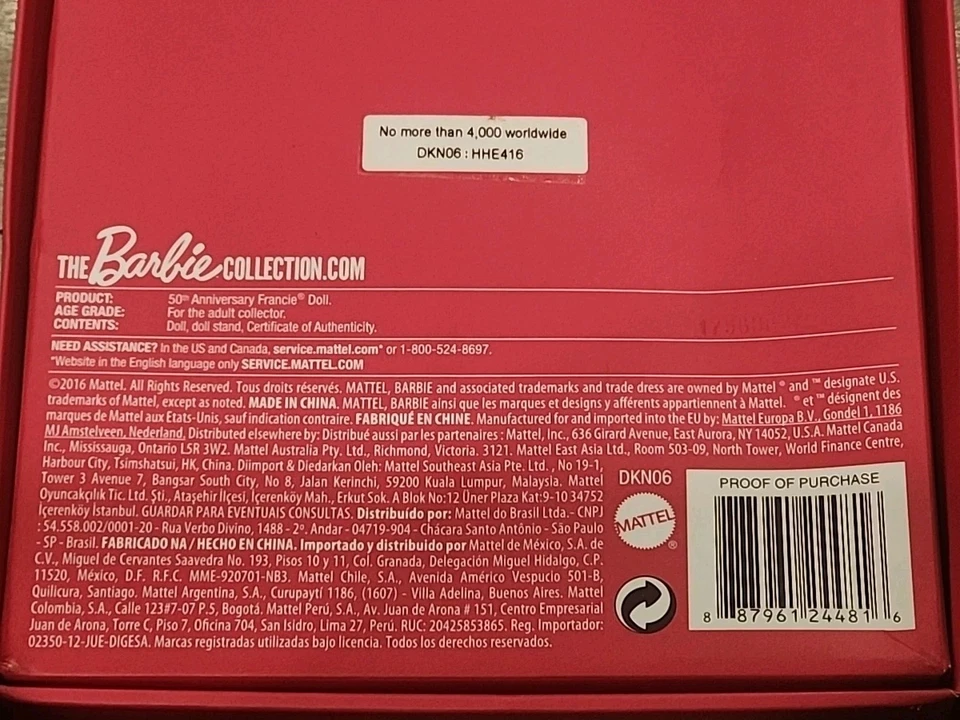 No more than 4,000 worldwide
DKN06 : HHE416
THE Barbie COLLECTION.COM
PRODUCT: 50th Anniversary Francie® Doll.
AGE GRADE: For the adult collector.
CONTENTS: Doll, doll stand, Certificate of Authenticity.
NEED ASSISTANCE? In the US and Canada, service.mattel.com* or 1-800-524-8697.
*Website in the English language only SERVICE.MATTEL.COM
©2016 Mattel. All Rights Reserved. Tous droits réservés. MATTEL, BARBIE and associated trademarks and trade dress are owned by Mattel ® and ™ designate U.S.
trademarks of Mattel, except as noted. MADE IN CHINA. MATTEL, BARBIE ainsi que les marques et designs y afférents appartiennent à Mattel. ® et ™ désignent des
marques de Mattel aux Etats-Unis, sauf indication contraire. FABRIQUÉ EN CHINE. Manufactured for and imported into the EU by: Mattel Europa B.V., Gondel 1, 1186
MJ Amstelveen, Nederland. Distributed elsewhere by: Distribué aussi par les partenaires : Mattel, Inc., 636 Girard Avenue, East Aurora, NY 14052, U.S.A. Mattel Canada
Inc., Mississauga, Ontario L5R 3W2. Mattel Australia Pty. Ltd., Richmond, Victoria. 3121. Mattel East Asia Ltd., Room 503-09, North Tower, World Finance Centre,
Harbour City, Tsimshatsui, HK, China. Diimport & Diedarkan Oleh: Mattel Southeast Asia Pte. Ltd. , No 19-1,
Tower 3 Avenue 7, Bangsar South City, No 8, Jalan Kerinchi, 59200 Kuala Lumpur, Malaysia. Mattel
Oyuncakçılık Tic. Ltd. Şti., Ataşehir İlçesi, İçerenköy Mah., Erkut Sok. A Blok No:12 Üner Plaza Kat:9-10 34752
İçerenköy İstanbul. GUARDAR PARA EVENTUAIS CONSULTAS. Distribuído por: Mattel do Brasil Ltda.- CNPJ
: 54.558.002/0001-20 - Rua Verbo Divino, 1488 - 2º. Andar - 04719-904 - Chácara Santo Antônio - São Paulo
- SP - Brasil. FABRICADO NA / HECHO EN CHINA. Importado y distribuido por Mattel de México, S.A. de
C.V., Miguel de Cervantes Saavedra No. 193, Pisos 10 y 11, Col. Granada, Delegación Miguel Hidalgo, C.P.
11520, México, D.F. R.F.C. MME-920701-NB3. Mattel Chile, S.A., Avenida Américo Vespucio 501-B,
Quilicura, Santiago. Mattel Argentina, S.A., Curupaytí 1186, (1607) - Villa Adelina, Buenos Aires. Mattel
Colombia, S.A., Calle 123#7-07 P.5, Bogotá. Mattel Perú, S.A., Av. Juan de Arona # 151, Centro Empresarial
Juan de Arona, Torre C, Piso 7, Oficina 704, San Isidro, Lima 27, Perú. RUC: 20425853865. Reg. Importador:
02350-12-JUE-DIGESA. Marcas registradas utilizadas bajo licencia. Todos los derechos reservados.
DKN06
MATTEL ®
PROOF OF PURCHASE
8 87961 24481 6